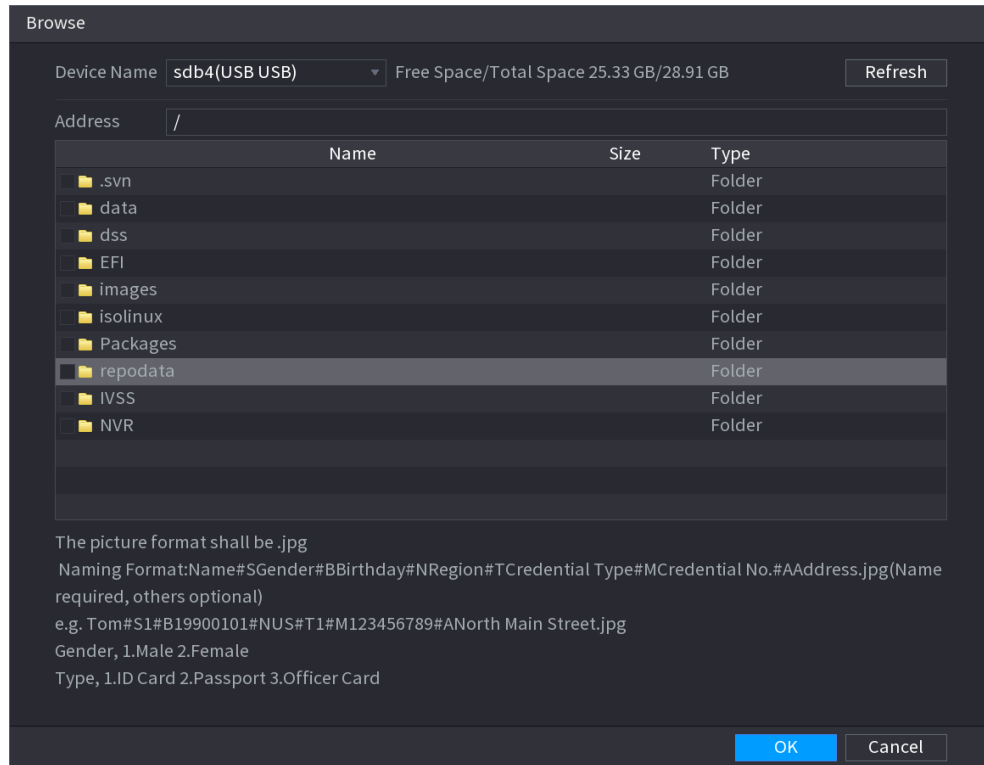 Browse
Device Name sdb4(USB USB) Free Space/Total Space 25.33 GB/28.91 GB Refresh
Address /
Name Size Type
.svn Folder
data Folder
dss Folder
EFI Folder
images Folder
isolinux Folder
Packages Folder
repodata Folder
IVSS Folder
NVR Folder
The picture format shall be .jpg
Naming Format:Name#SGender#BBirthday#NRegion#TCredential Type#MCredential No.#AAddress.jpg(Name
required, others optional)
e.g. Tom#S1#B19900101#NUS#T1#M123456789#ANorth Main Street.jpg
Gender, 1.Male 2.Female
Type, 1.ID Card 2.Passport 3.Officer Card
OK Cancel